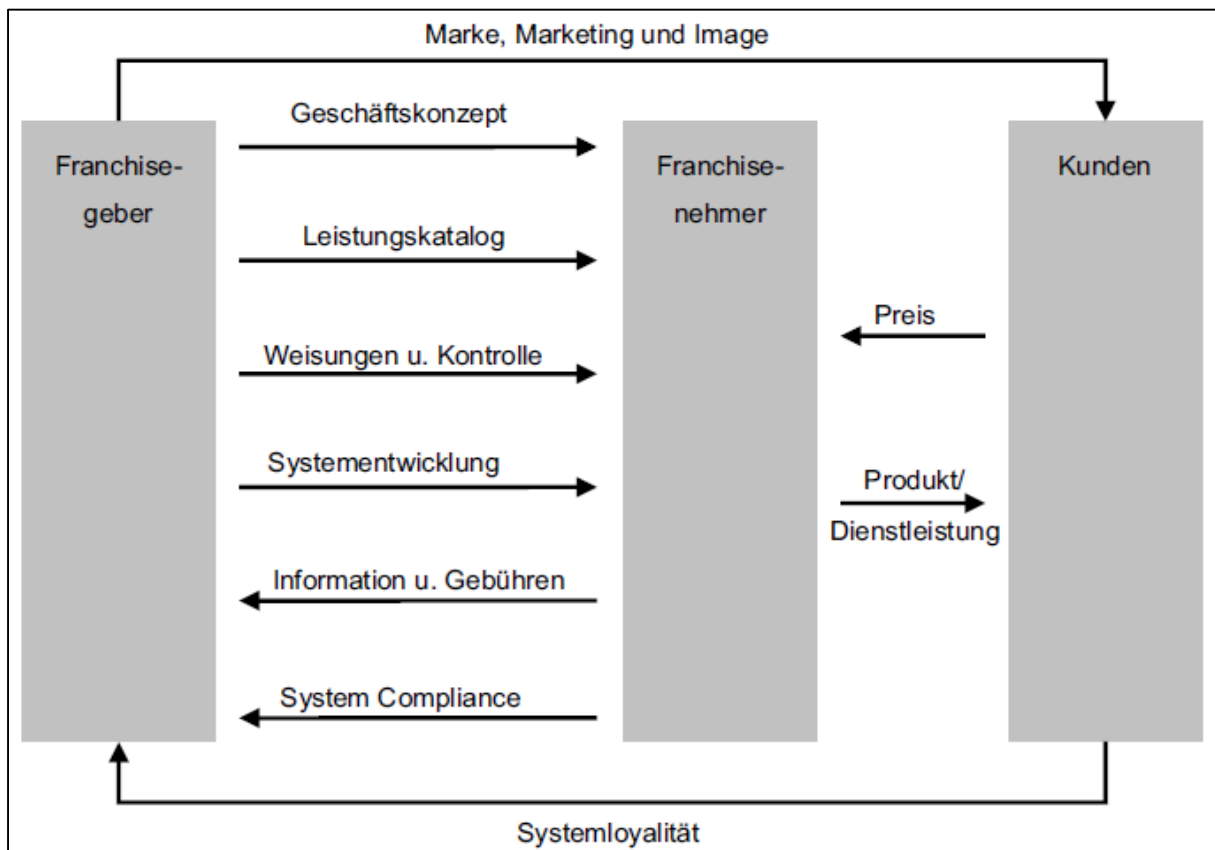 Marke, Marketing und Image
Geschäftskonzept
Franchise-
geber
Franchise-
nehmer
Kunden
Leistungskatalog
Preis
Weisungen u. Kontrolle
Systementwicklung
Produkt/
Dienstleistung
Information u. Gebühren
System Compliance
Systemloyalität